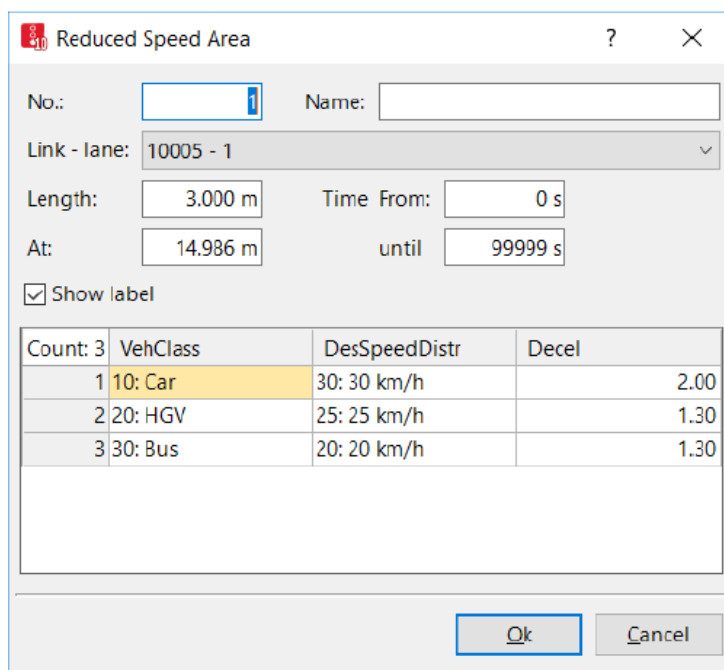 Reduced Speed Area ? X
No.: 1 Name:
Link - lane: 10005 - 1
Length: 3.000 m Time From: 0 s
At: 14.986 m until 99999 s
Show label
Count: 3 VehClass DesSpeedDistr Decel
1 10: Car 30: 30 km/h 2.00
2 20: HGV 25: 25 km/h 1.30
3 30: Bus 20: 20 km/h 1.30
Ok Cancel